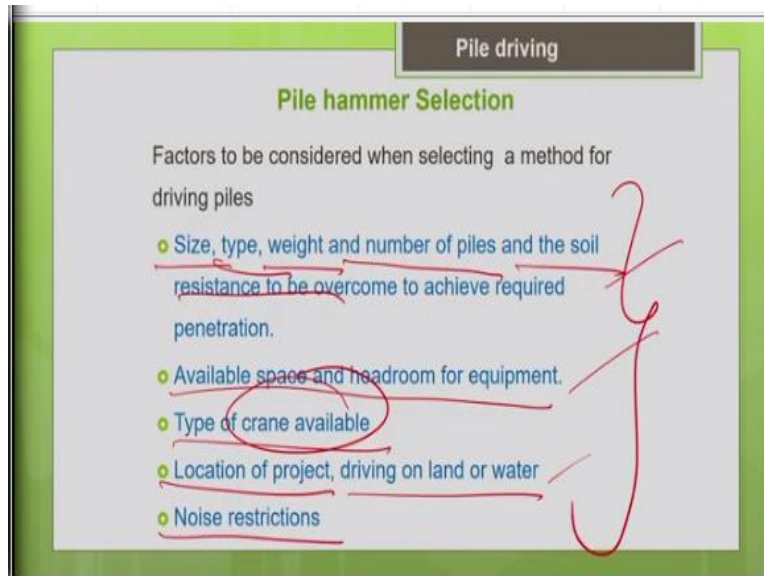 Pile driving
Pile hammer Selection
Factors to be considered when selecting a method for
driving piles
Size, type, weight and number of piles and the soil
resistance to be overcome to achieve required
penetration.
Available space and headroom for equipment.
Type of crane available
Location of project, driving on land or water
Noise restrictions